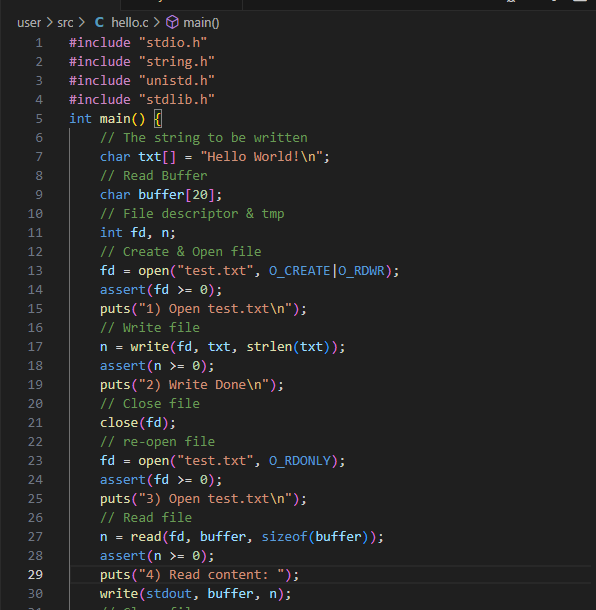 user > src > C hello.c > main()
1 #include "stdio.h"
2 #include "string.h"
3 #include "unistd.h"
4 #include "stdlib.h"
5 int main() {
6 // The string to be written
7 char txt[] = "Hello World!\n";
8 // Read Buffer
9 char buffer[20];
10 // File descriptor & tmp
11 int fd, n;
12 // Create & Open file
13 fd = open("test.txt", O_CREATE|O_RDWR);
14 assert(fd >= 0);
15 puts("1) Open test.txt\n");
16 // Write file
17 n = write(fd, txt, strlen(txt));
18 assert(n >= 0);
19 puts("2) Write Done\n");
20 // Close file
21 close(fd);
22 // re-open file
23 fd = open("test.txt", O_RDONLY);
24 assert(fd >= 0);
25 puts("3) Open test.txt\n");
26 // Read file
27 n = read(fd, buffer, sizeof(buffer));
28 assert(n >= 0);
29 puts("4) Read content: ");
30 write(stdout, buffer, n);